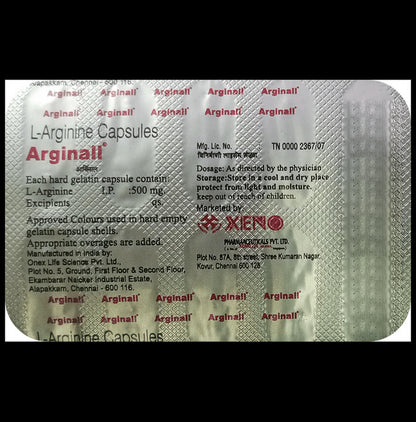 Arginall Arginall Arginall Arginall Arginall
Alapakkam, Chennai - 600 116.
Arginall Arginall Arginall Arginall Arginall
L-Arginine Capsules
Arginall®
आर्जिनाल
Each hard gelatin capsule contain
L-Arginine I.P. :500 mg.
Excipients qs.
Approved Colours used in hard empty
gelatin capsule shells.
Appropriate overages are added.
Manufactured in India by:
Onex Life Science Pvt. Ltd.,
Plot No. 5, Ground, First Floor & Second Floor,
Ekambarar Naicker Industrial Estate,
Alapakkam, Chennai - 600 116.
Mfg. Lic. No. TN 0000 2367/07
Dosage: As directed by the physician
Storage:Store in a cool and dry place
protect from light and moisture.
keep out of reach of children.
Marketed by:
XENO
PHARMACEUTICALS PVT. LTD.
Plot No. 87A, 8th street, Shree Kumaran Nagar,
Kovur, Chennai 600 128.
Arginall Arginall Arginall Arginall Arginall
Arginall Arginall Arginall Arginall Arginall
L-Arginine Capsules